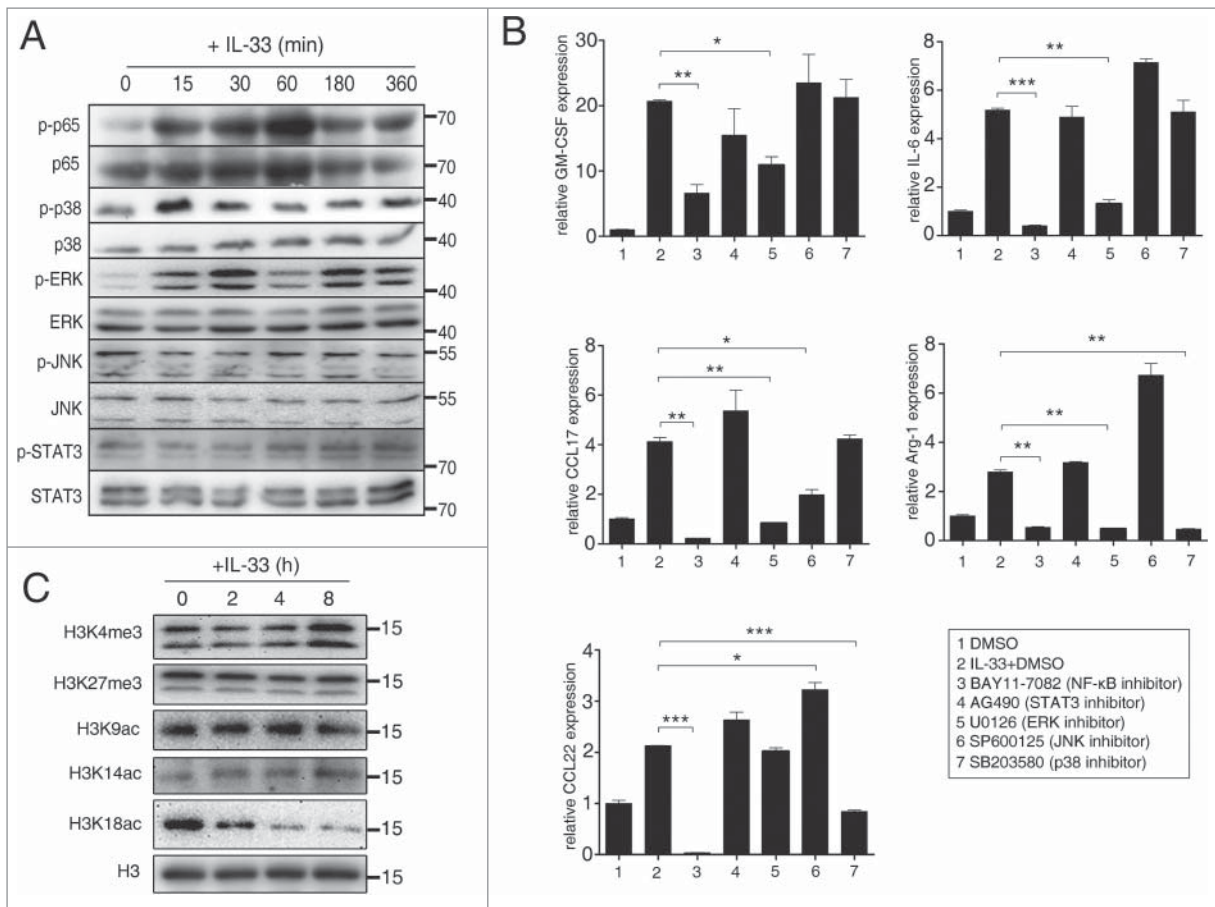 A
+ IL-33 (min)
0 15 30 60 180 360
p-p65
70
p65
70
p-p38
40
p38
40
p-ERK
40
ERK
40
p-JNK
55
JNK
55
p-STAT3
70
STAT3
70
B
relative GM-CSF expression
30
20
10
0
*
**
1 2 3 4 5 6 7
relative IL-6 expression
8
6
4
2
0
**
***
1 2 3 4 5 6 7
relative CCL17 expression
8
6
4
2
0
*
**
**
1 2 3 4 5 6 7
relative Arg-1 expression
8
6
4
2
0
**
**
**
1 2 3 4 5 6 7
relative CCL22 expression
4
3
2
1
0
***
*
***
1 2 3 4 5 6 7
1 DMSO
2 IL-33+DMSO
3 BAY11-7082 (NF-κB inhibitor)
4 AG490 (STAT3 inhibitor)
5 U0126 (ERK inhibitor)
6 SP600125 (JNK inhibitor)
7 SB203580 (p38 inhibitor)
C
+IL-33 (h)
0 2 4 8
H3K4me3
15
H3K27me3
15
H3K9ac
15
H3K14ac
15
H3K18ac
15
H3
15